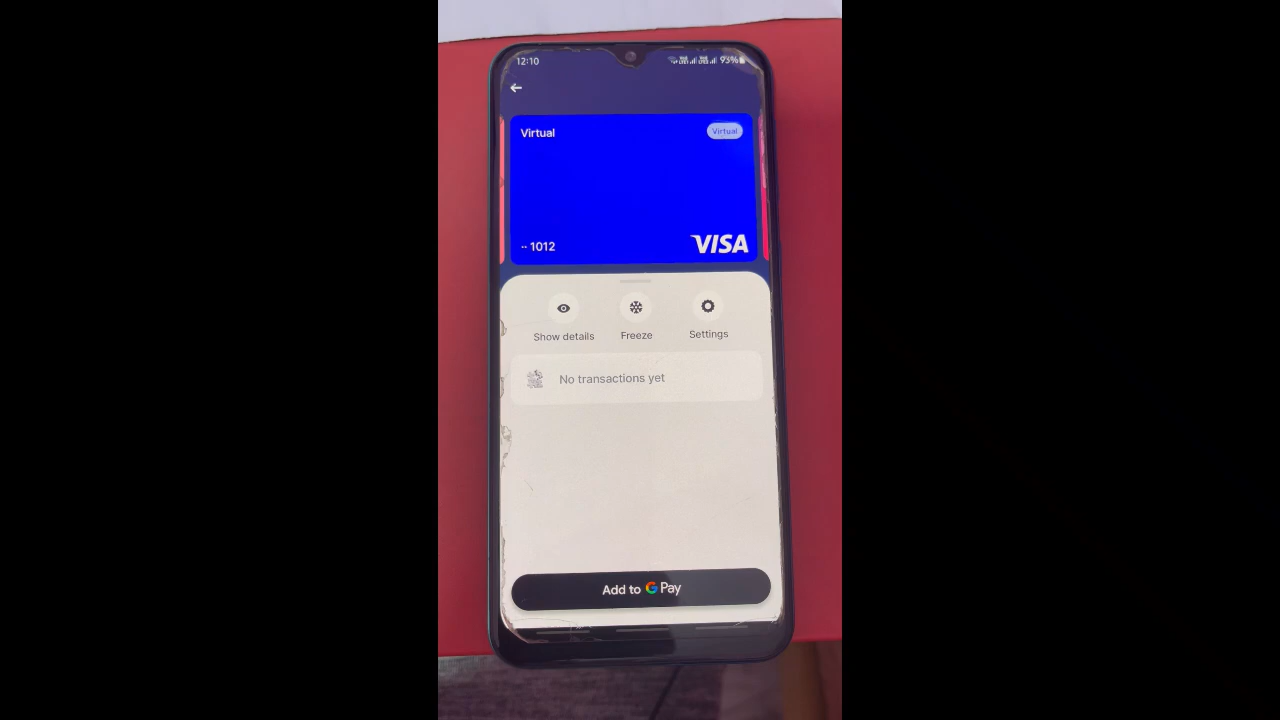 12:10
93%
Virtual
Virtual
·· 1012
VISA
Show details
Freeze
Settings
No transactions yet
Add to G Pay